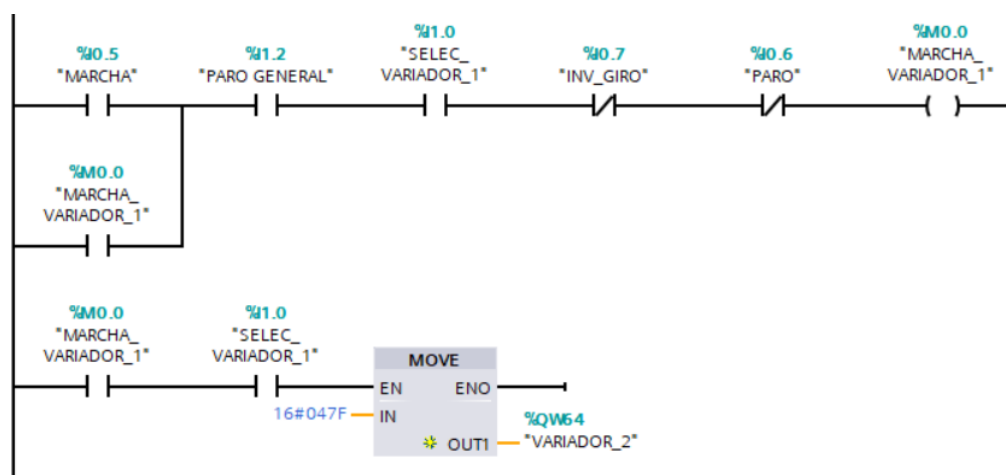 %I0.5
"MARCHA"
%I1.2
"PARO GENERAL"
%I1.0
"SELEC_
VARIADOR_1"
%I0.7
"INV_GIRO"
%I0.6
"PARO"
%M0.0
"MARCHA_
VARIADOR_1"
%M0.0
"MARCHA_
VARIADOR_1"
%M0.0
"MARCHA_
VARIADOR_1"
%I1.0
"SELEC_
VARIADOR_1"
MOVE
EN ENO
16#047F IN
OUT1
%QW64
"VARIADOR_2"